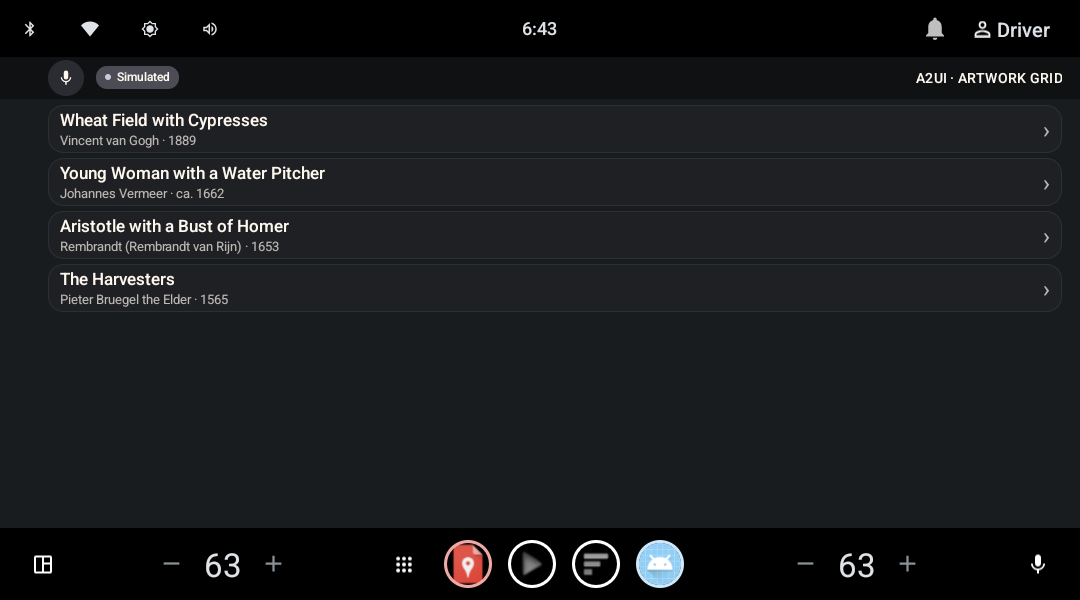 6:43
Driver
Simulated
A2UI · ARTWORK GRID
Wheat Field with Cypresses
Vincent van Gogh · 1889
Young Woman with a Water Pitcher
Johannes Vermeer · ca. 1662
Aristotle with a Bust of Homer
Rembrandt (Rembrandt van Rijn) · 1653
The Harvesters
Pieter Bruegel the Elder · 1565
63
63